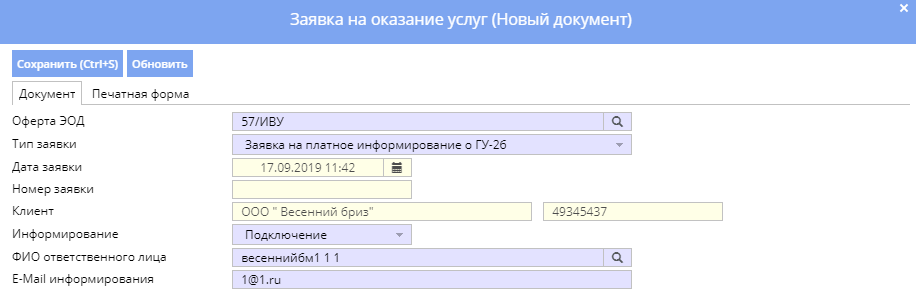 Заявка на оказание услуг (Новый документ)
Сохранить (Ctrl+S) Обновить
Документ Печатная форма
Оферта ЭОД 57/ИВУ
Тип заявки Заявка на платное информирование о ГУ-2б
Дата заявки 17.09.2019 11:42
Номер заявки
Клиент ООО " Весенний бриз" 49345437
Информирование Подключение
ФИО ответственного лица весеннийбм1 1 1
E-Mail информирования 1@1.ru